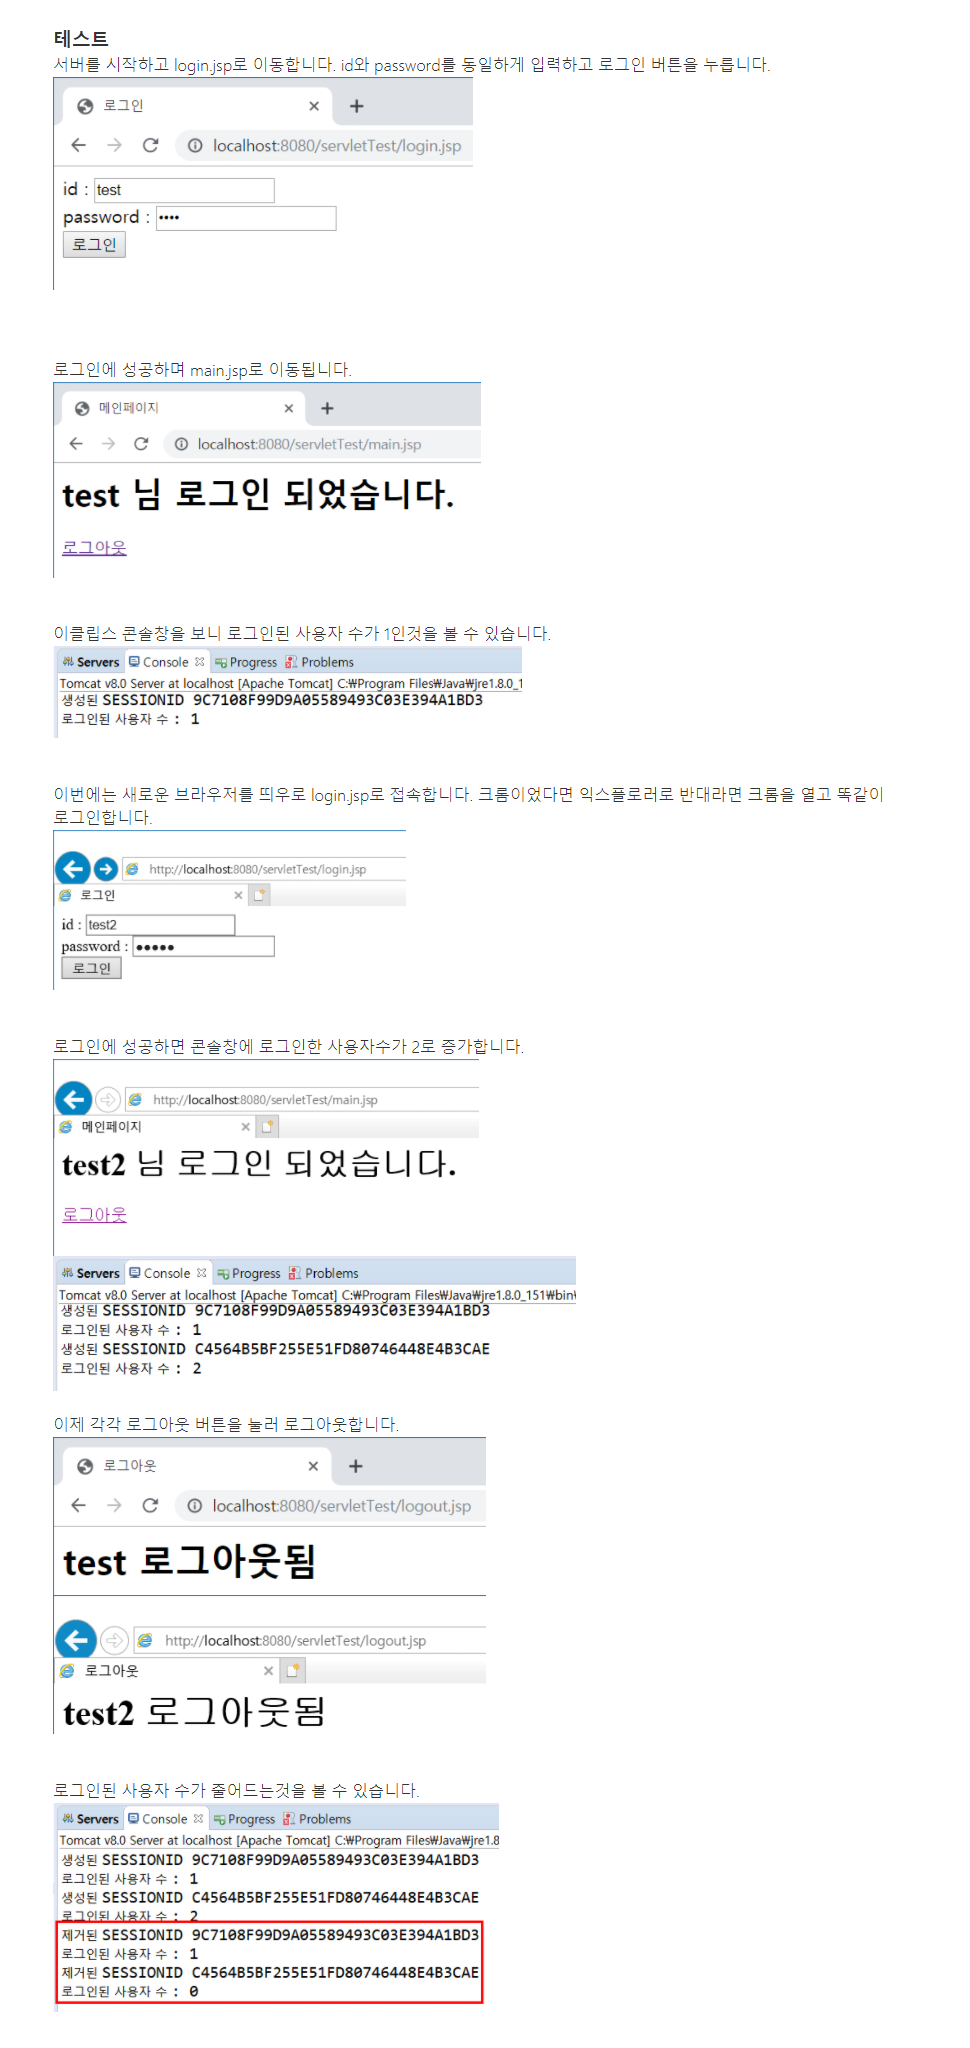 테스트
서버를 시작하고 login.jsp로 이동합니다. id와 password를 동일하게 입력하고 로그인 버튼을 누릅니다.
로그인
localhost:8080/servletTest/login.jsp
id : test
password : ••••
로그인
로그인에 성공하며 main.jsp로 이동됩니다.
메인페이지
localhost:8080/servletTest/main.jsp
test 님 로그인 되었습니다.
로그아웃
이클립스 콘솔창을 보니 로그인된 사용자 수가 1인것을 볼 수 있습니다.
Servers Console Progress Problems
Tomcat v8.0 Server at localhost [Apache Tomcat] C:₩Program Files₩Java₩jre1.8.0_1
생성된 SESSIONID 9C7108F99D9A05589493C03E394A1BD3
로그인된 사용자 수 : 1
이번에는 새로운 브라우저를 띄우로 login.jsp로 접속합니다. 크롬이었다면 익스플로러로 반대라면 크롬을 열고 똑같이
로그인합니다.
http://localhost:8080/servletTest/login.jsp
로그인
id : test2
password : •••••
로그인
로그인에 성공하면 콘솔창에 로그인한 사용자수가 2로 증가합니다.
http://localhost:8080/servletTest/main.jsp
메인페이지
test2 님 로그인 되었습니다.
로그아웃
Servers Console Progress Problems
Tomcat v8.0 Server at localhost [Apache Tomcat] C:₩Program Files₩Java₩jre1.8.0_151₩bin₩
생성된 SESSIONID 9C7108F99D9A05589493C03E394A1BD3
로그인된 사용자 수 : 1
생성된 SESSIONID C4564B5BF255E51FD80746448E4B3CAE
로그인된 사용자 수 : 2
이제 각각 로그아웃 버튼을 눌러 로그아웃합니다.
로그아웃
localhost:8080/servletTest/logout.jsp
test 로그아웃됨
http://localhost:8080/servletTest/logout.jsp
로그아웃
test2 로그아웃됨
로그인된 사용자 수가 줄어드는것을 볼 수 있습니다.
Servers Console Progress Problems
Tomcat v8.0 Server at localhost [Apache Tomcat] C:₩Program Files₩Java₩jre1.8
생성된 SESSIONID 9C7108F99D9A05589493C03E394A1BD3
로그인된 사용자 수 : 1
생성된 SESSIONID C4564B5BF255E51FD80746448E4B3CAE
로그인된 사용자 수 : 2
제거된 SESSIONID 9C7108F99D9A05589493C03E394A1BD3
로그인된 사용자 수 : 1
제거된 SESSIONID C4564B5BF255E51FD80746448E4B3CAE
로그인된 사용자 수 : 0